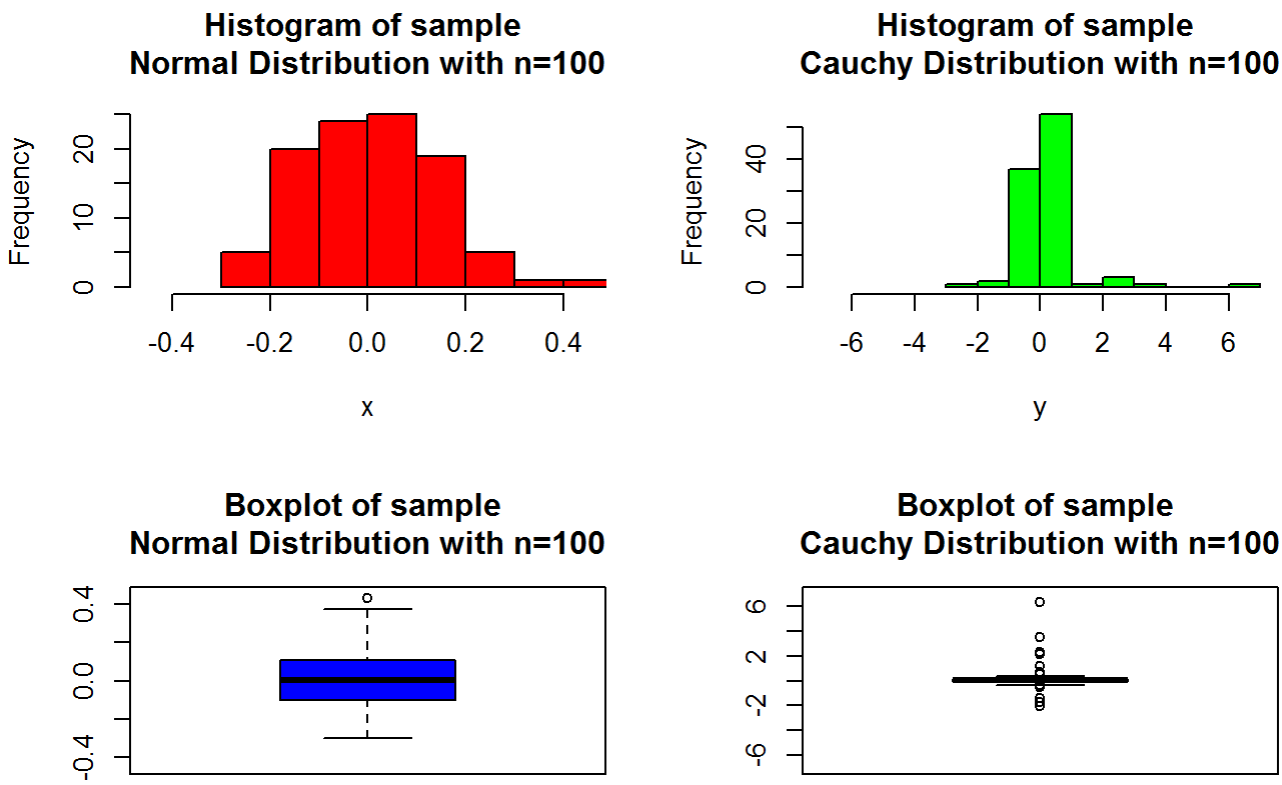 Histogram of sample
Normal Distribution with n=100
Frequency
0 10 20
-0.4 -0.2 0.0 0.2 0.4
x
Histogram of sample
Cauchy Distribution with n=100
Frequency
0 20 40
-6 -4 -2 0 2 4 6
y
Boxplot of sample
Normal Distribution with n=100
-0.4 0.0 0.4
Boxplot of sample
Cauchy Distribution with n=100
-6 -2 2 6